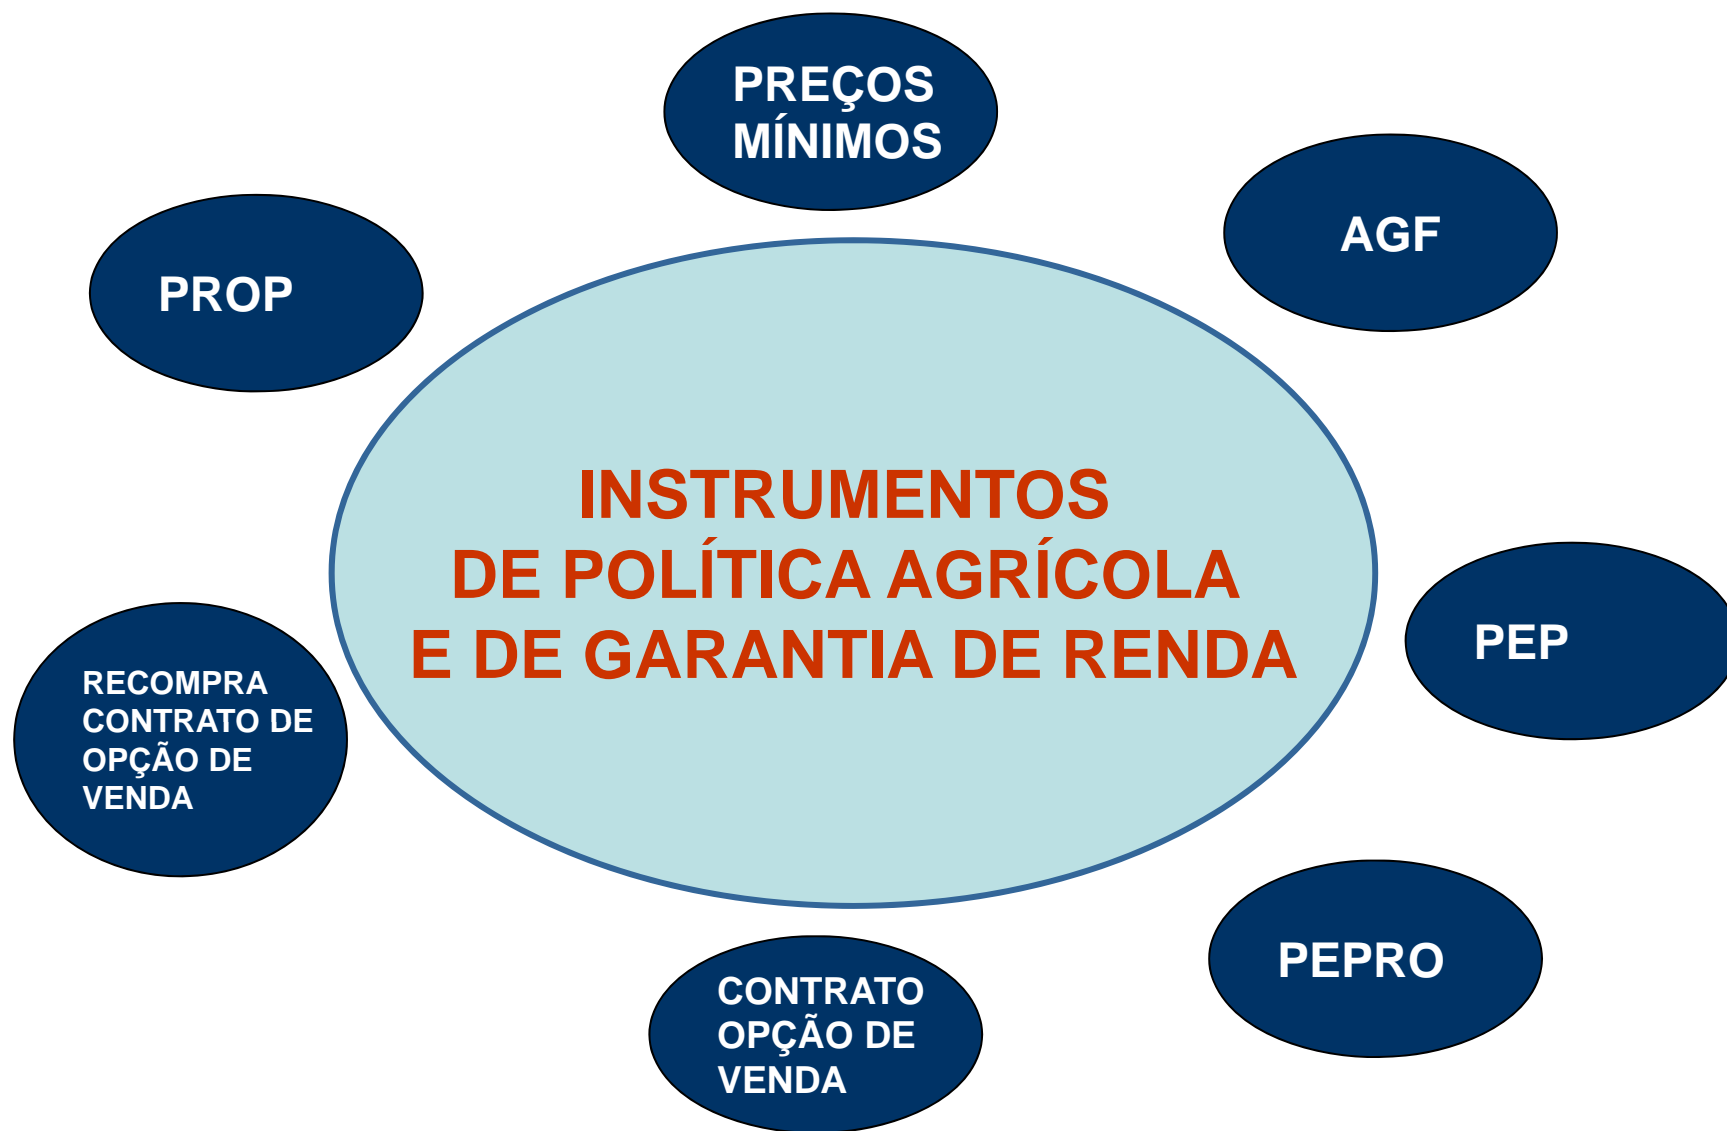 PREÇOS
MÍNIMOS
AGF
PROP
INSTRUMENTOS
DE POLÍTICA AGRÍCOLA
E DE GARANTIA DE RENDA
PEP
RECOMPRA
CONTRATO DE
OPÇÃO DE
VENDA
PEPRO
CONTRATO
OPÇÃO DE
VENDA